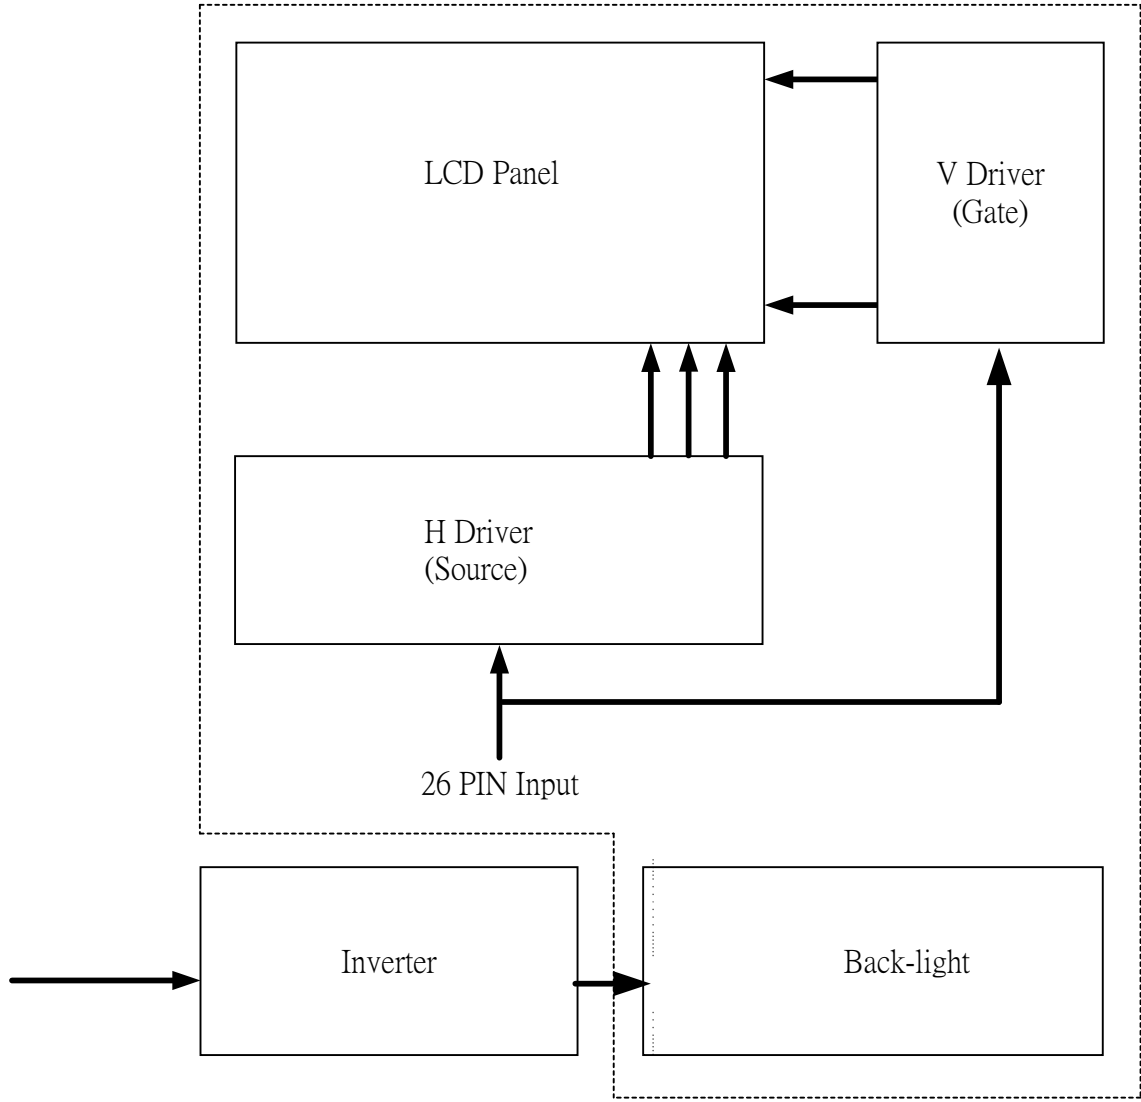 LCD Panel
V Driver
(Gate)
H Driver
(Source)
26 PIN Input
Inverter
Back-light